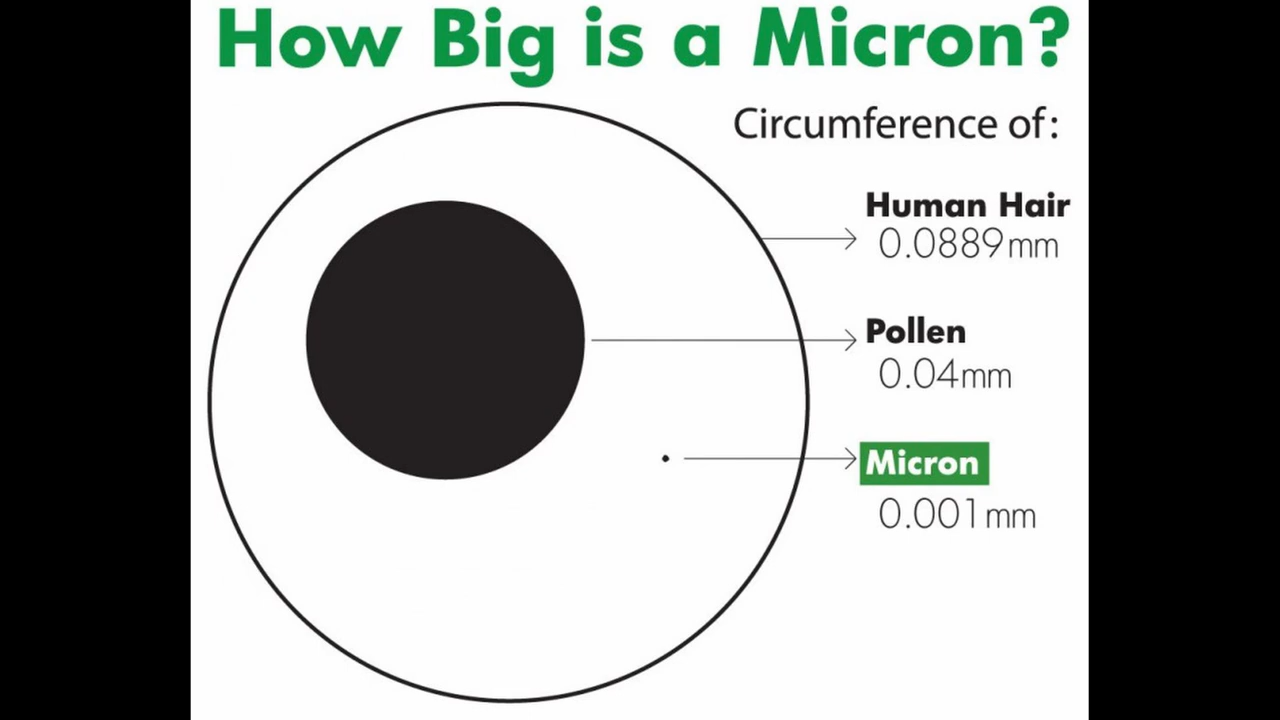 How Big is a Micron?
Circumference of:
Human Hair
0.0889mm
Pollen
0.04mm
Micron
0.001mm